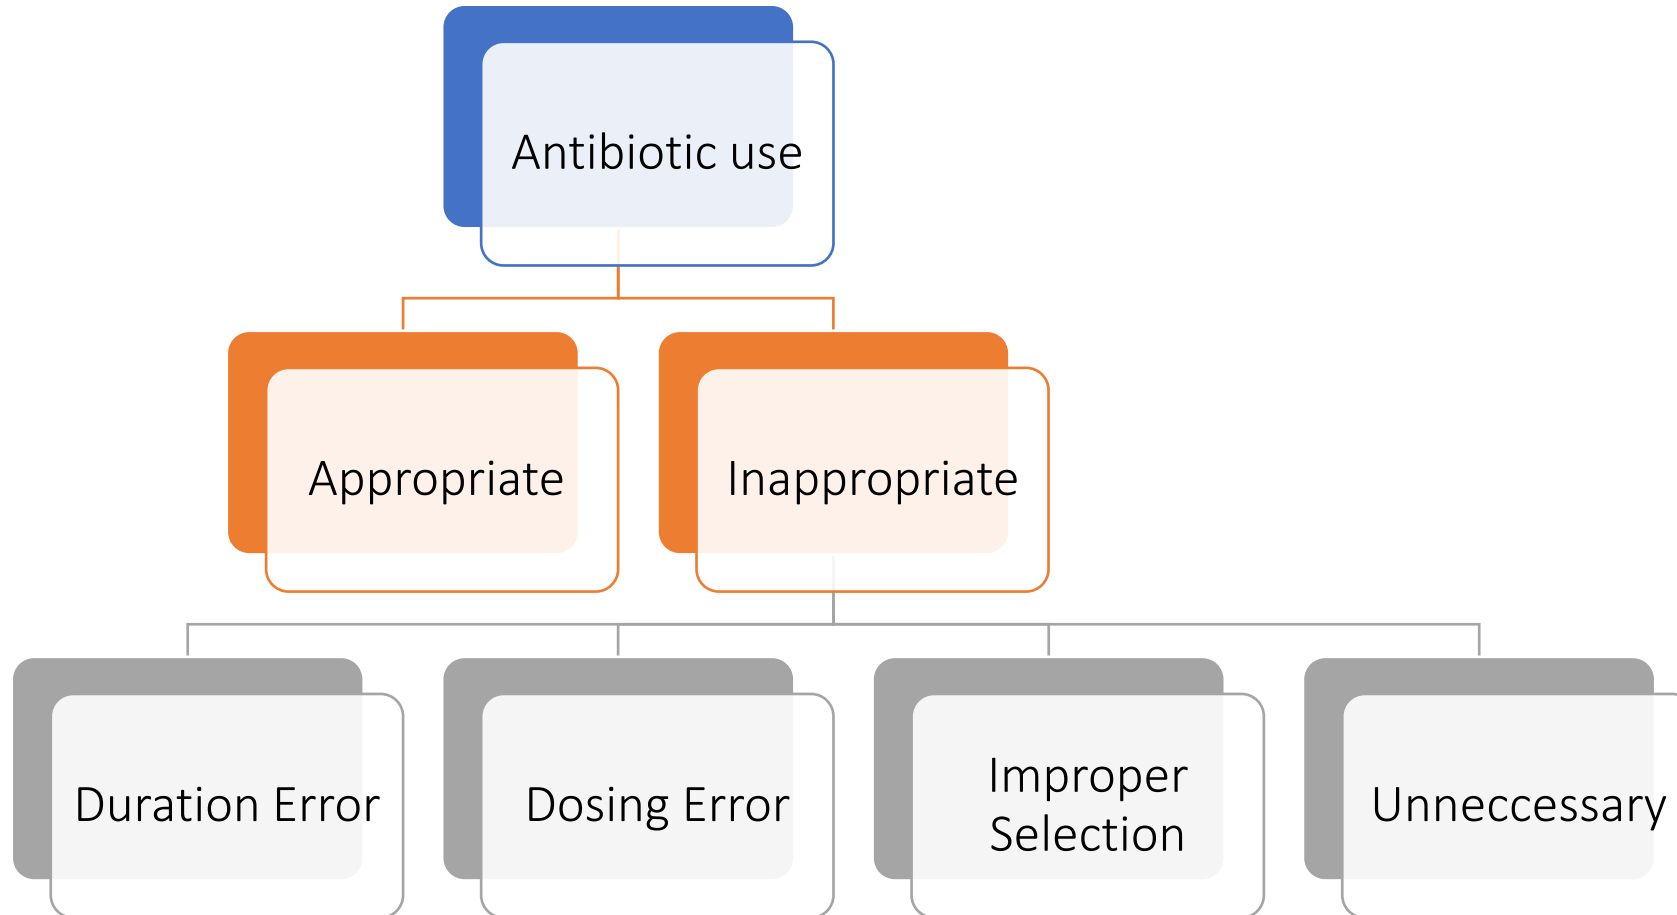 Antibiotic use
Appropriate
Inappropriate
Duration Error
Dosing Error
Improper
Selection
Unneccessary